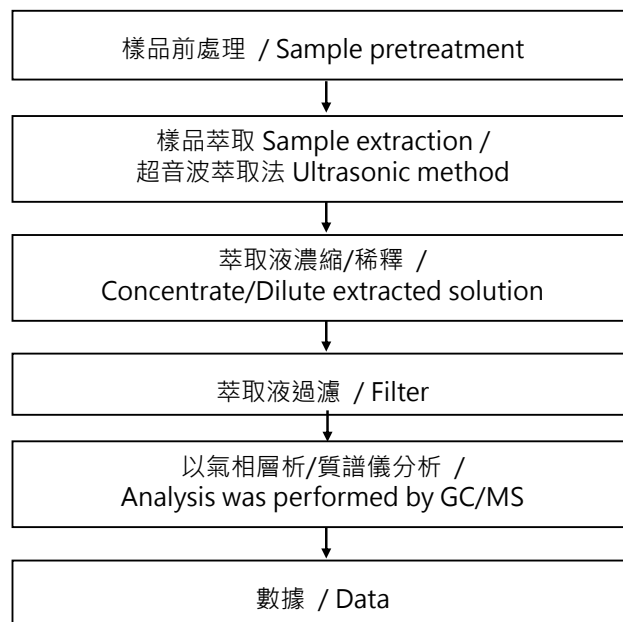 樣品前處理 / Sample pretreatment
樣品萃取 Sample extraction /
超音波萃取法 Ultrasonic method
萃取液濃縮/稀釋 /
Concentrate/Dilute extracted solution
萃取液過濾 / Filter
以氣相層析/質譜儀分析 /
Analysis was performed by GC/MS
數據 / Data